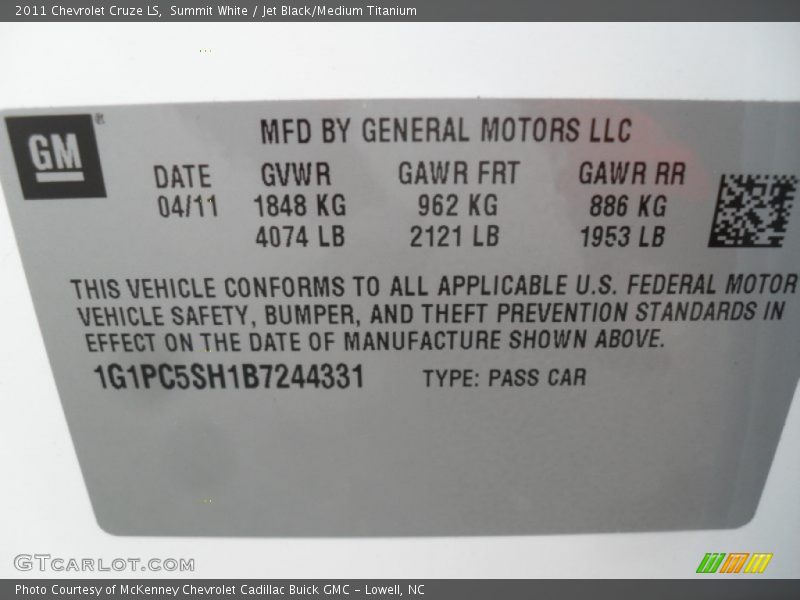 2011 Chevrolet Cruze LS, Summit White / Jet Black/Medium Titanium
GM ®
MFD BY GENERAL MOTORS LLC
DATE GVWR GAWR FRT GAWR RR
04/11 1848 KG 962 KG 886 KG
4074 LB 2121 LB 1953 LB
THIS VEHICLE CONFORMS TO ALL APPLICABLE U.S. FEDERAL MOTOR
VEHICLE SAFETY, BUMPER, AND THEFT PREVENTION STANDARDS IN
EFFECT ON THE DATE OF MANUFACTURE SHOWN ABOVE.
1G1PC5SH1B7244331 TYPE: PASS CAR
GTCARLOT.COM
Photo Courtesy of McKenney Chevrolet Cadillac Buick GMC - Lowell, NC